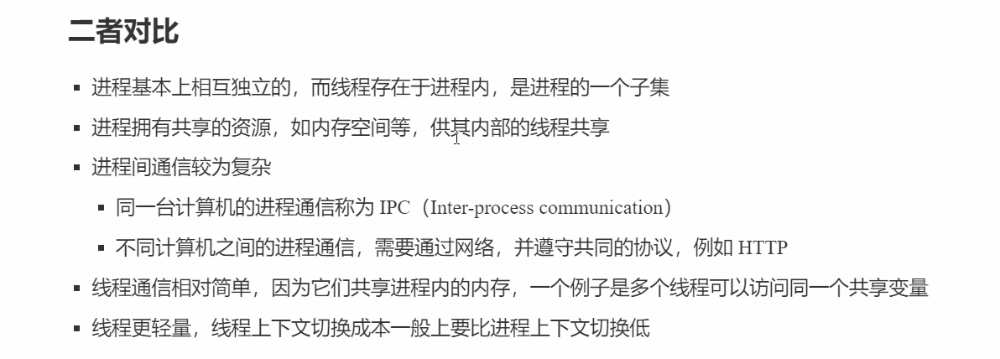 二者对比
进程基本上相互独立的，而线程存在于进程内，是进程的一个子集
进程拥有共享的资源，如内存空间等，供其内部的线程共享
进程间通信较为复杂
同一台计算机的进程通信称为 IPC（Inter-process communication）
不同计算机之间的进程通信，需要通过网络，并遵守共同的协议，例如 HTTP
线程通信相对简单，因为它们共享进程内的内存，一个例子是多个线程可以访问同一个共享变量
线程更轻量，线程上下文切换成本一般上要比进程上下文切换低